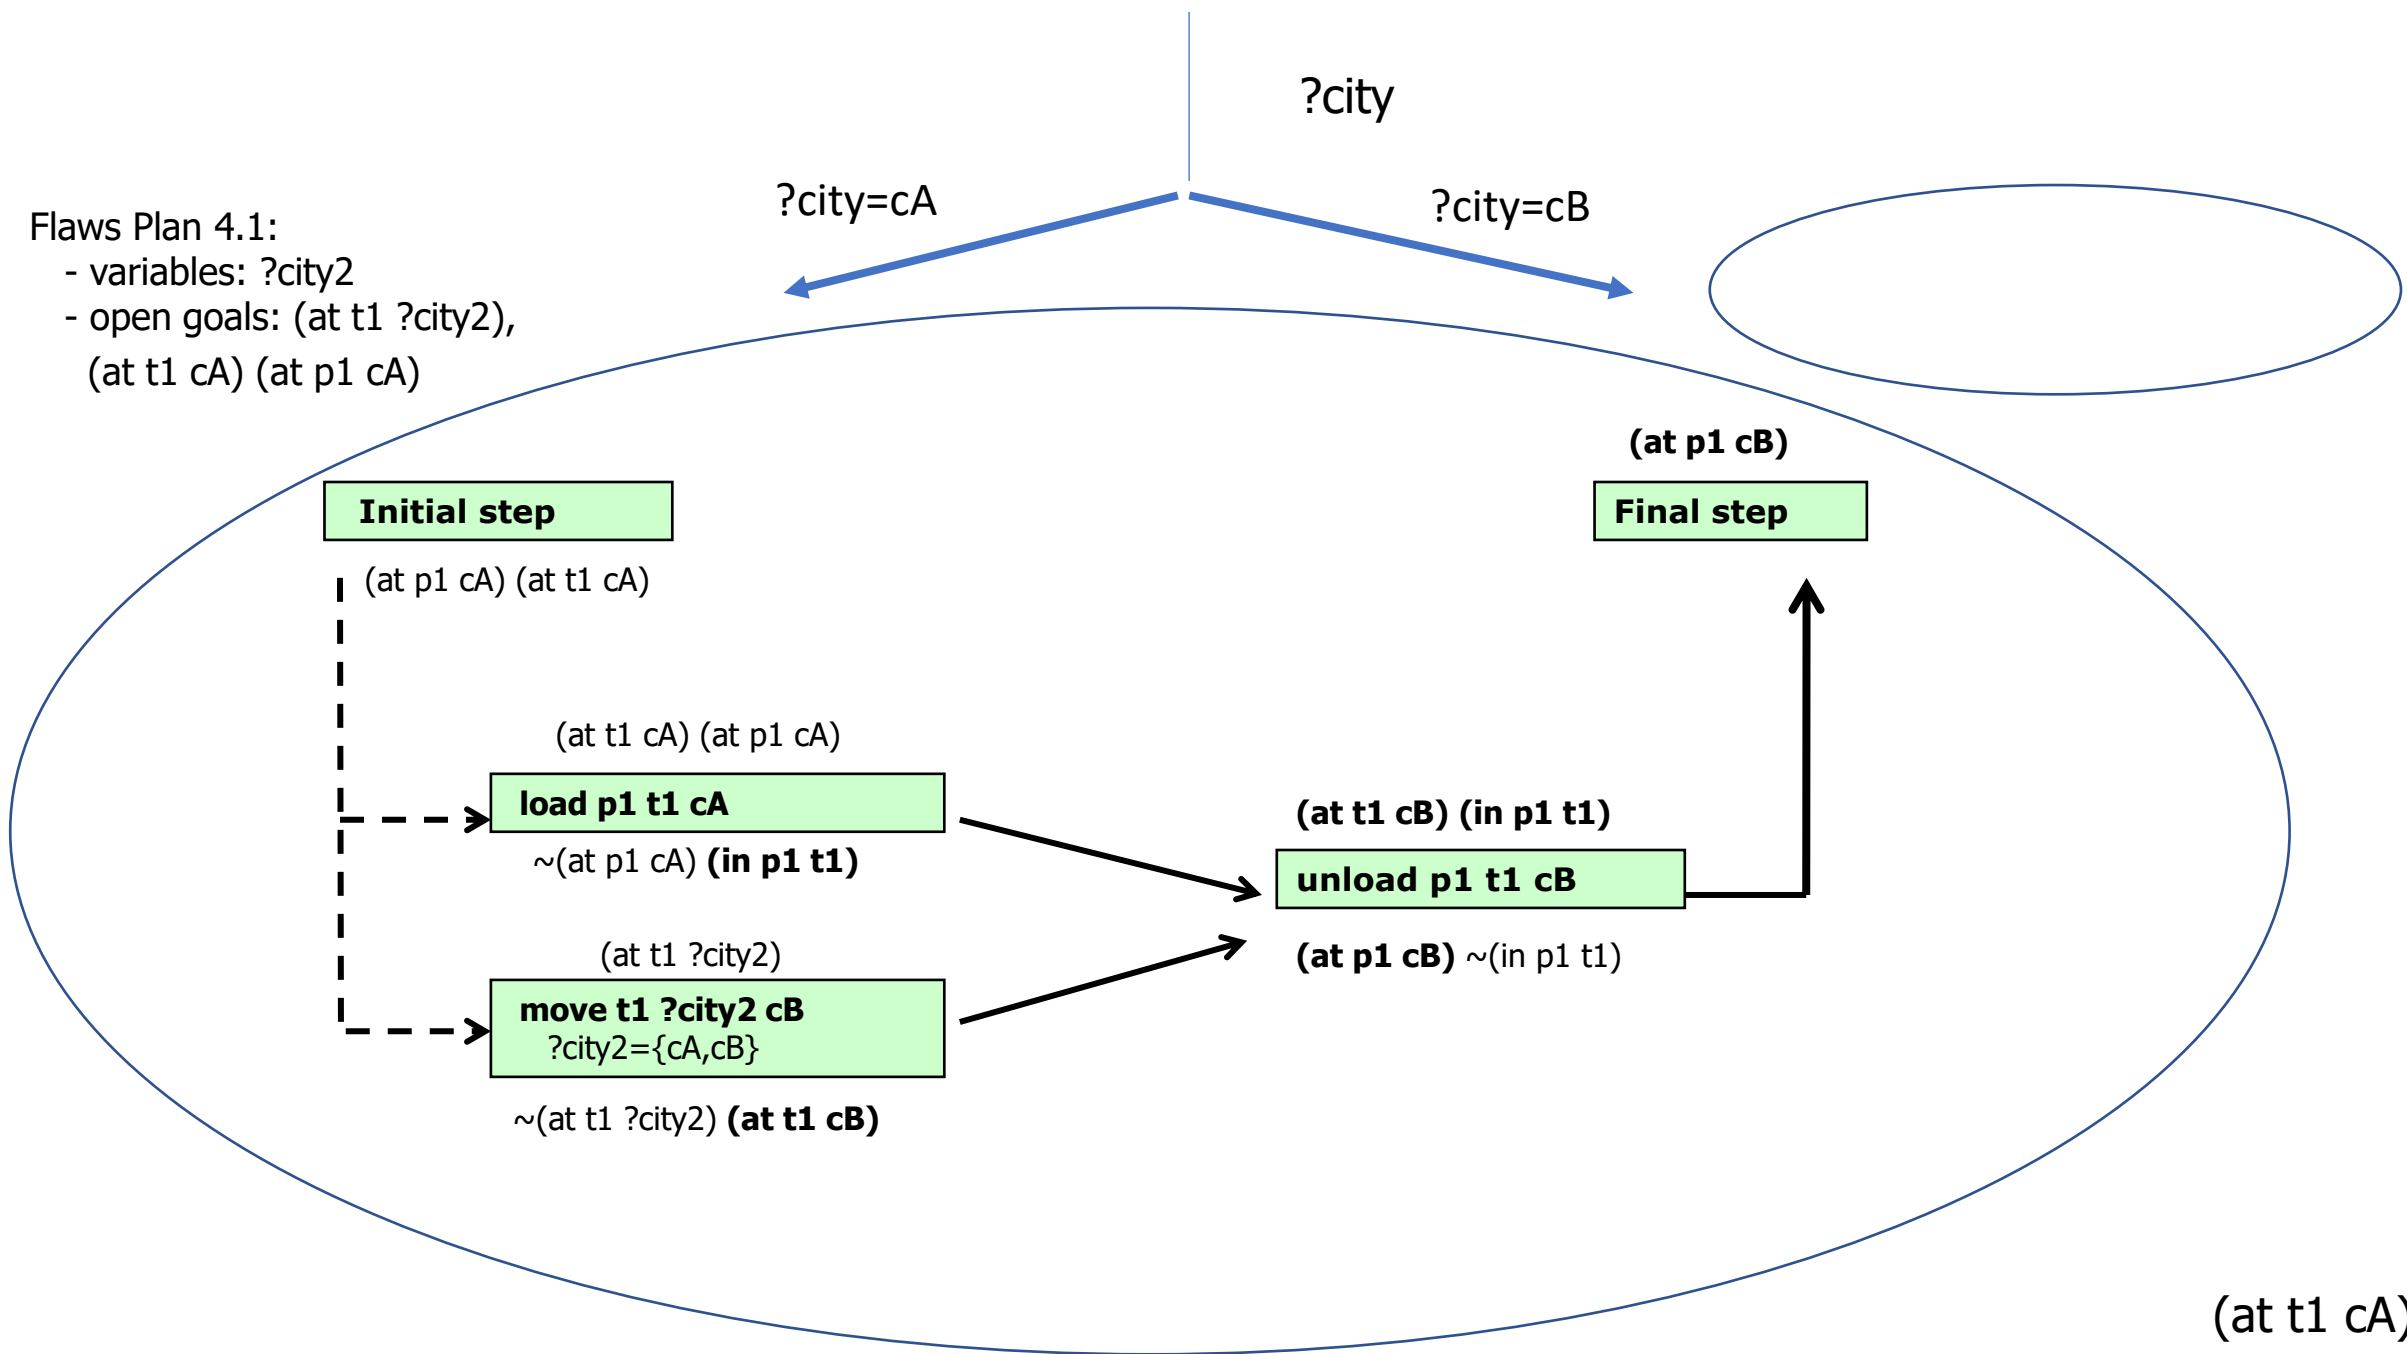 ?city
?city=cA
?city=cB
Flaws Plan 4.1:
- variables: ?city2
- open goals: (at t1 ?city2),
(at t1 cA) (at p1 cA)
(at p1 cB)
Initial step
Final step
(at p1 cA) (at t1 cA)
(at t1 cA) (at p1 cA)
load p1 t1 cA
~(at p1 cA) (in p1 t1)
(at t1 cB) (in p1 t1)
unload p1 t1 cB
(at p1 cB) ~(in p1 t1)
(at t1 ?city2)
move t1 ?city2 cB
?city2={cA,cB}
~(at t1 ?city2) (at t1 cB)
(at t1 cA)